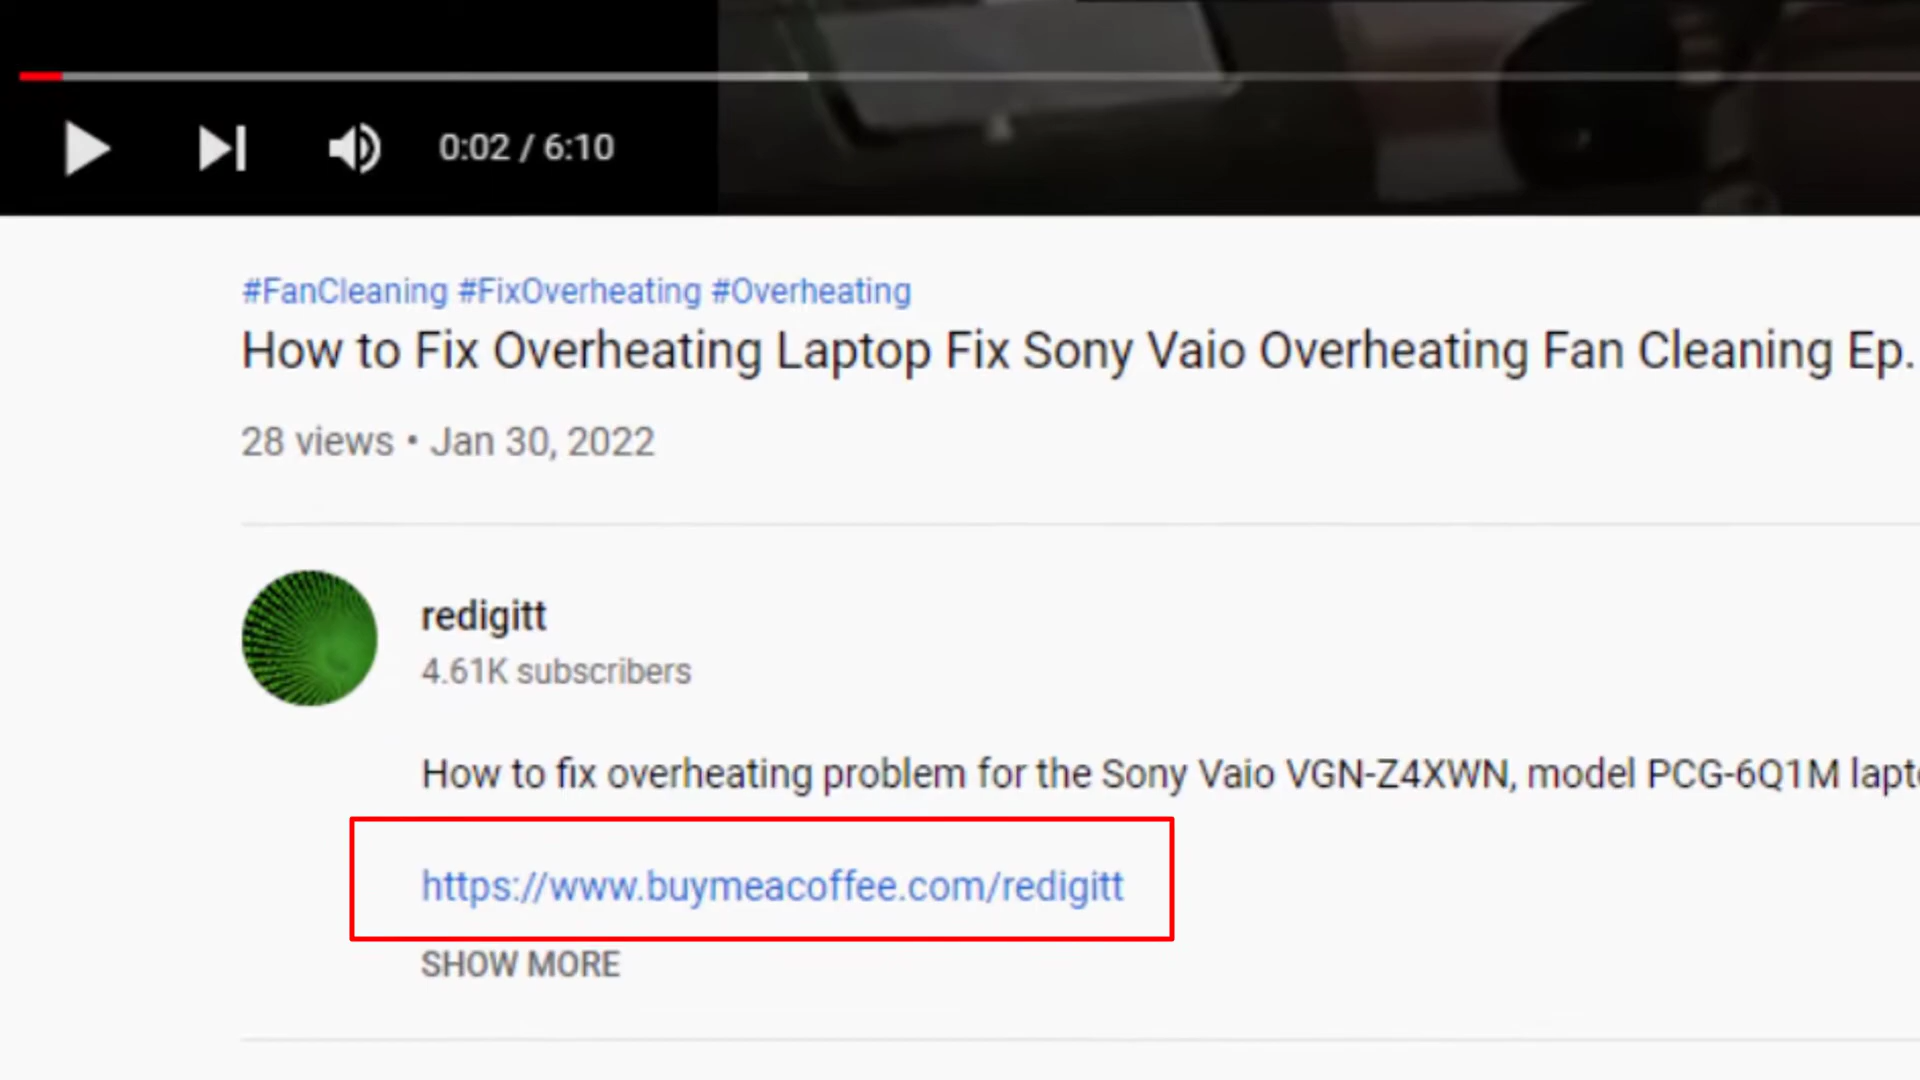 0:02 / 6:10
#FanCleaning #FixOverheating #Overheating
How to Fix Overheating Laptop Fix Sony Vaio Overheating Fan Cleaning Ep.
28 views • Jan 30, 2022
redigitt
4.61K subscribers
How to fix overheating problem for the Sony Vaio VGN-Z4XWN, model PCG-6Q1M
https://www.buymeacoffee.com/redigitt
SHOW MORE